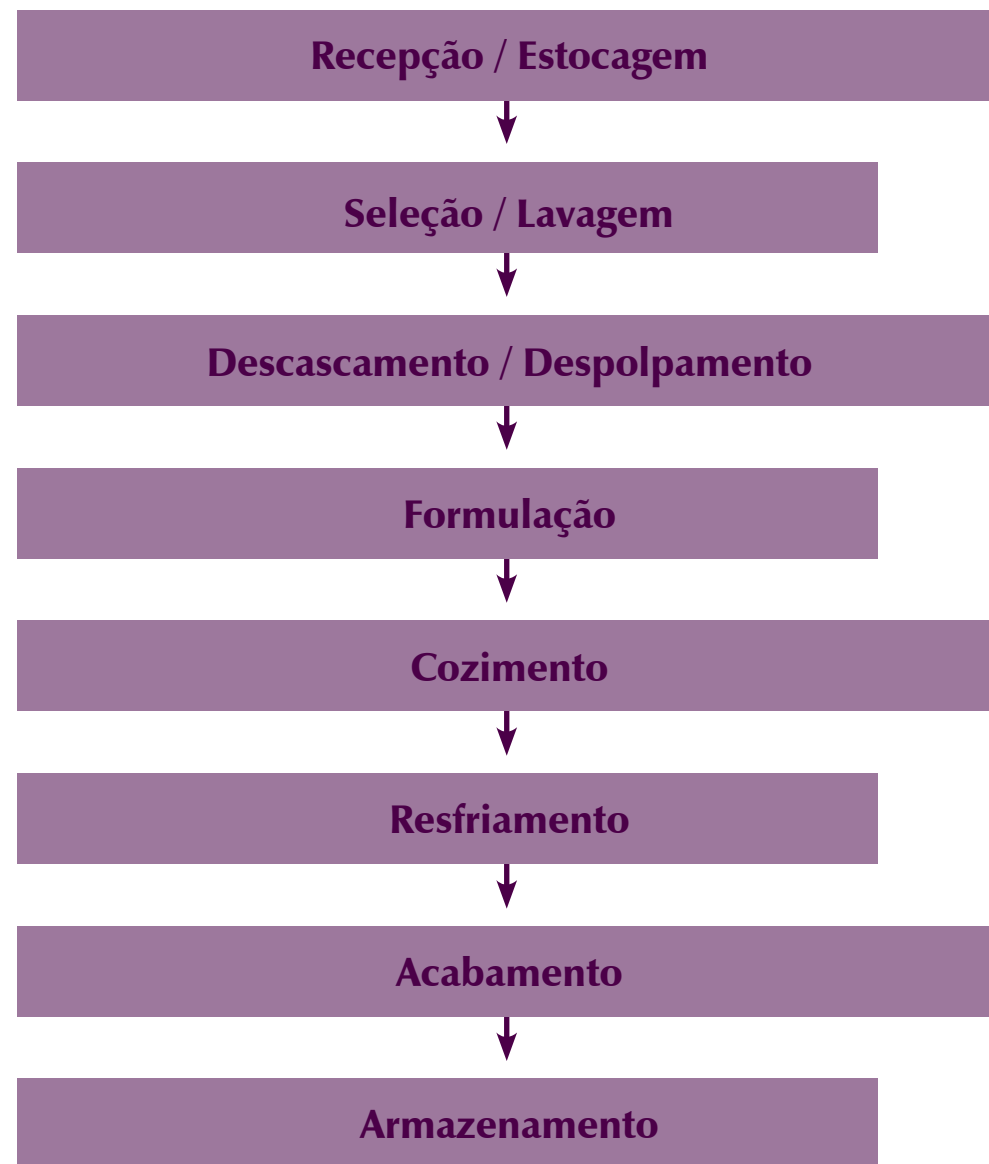 Recepção / Estocagem
Seleção / Lavagem
Descascamento / Despolpamento
Formulação
Cozimento
Resfriamento
Acabamento
Armazenamento